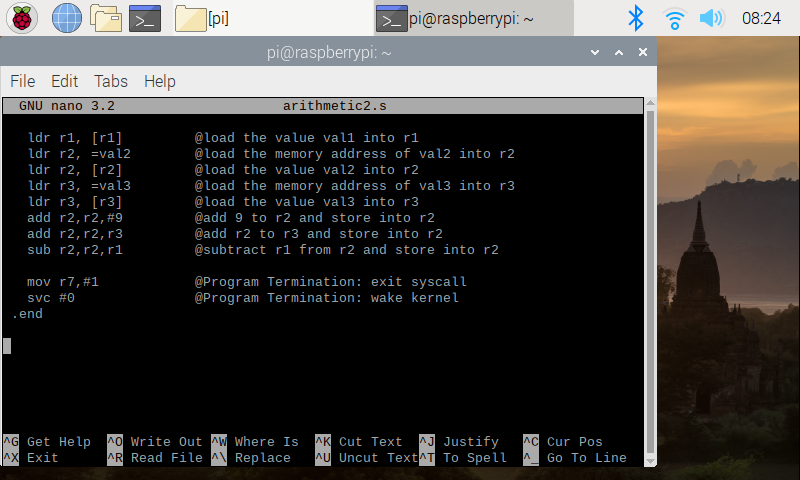 [pi]
pi@raspberrypi: ~
08:24
pi@raspberrypi: ~
File Edit Tabs Help
GNU nano 3.2 arithmetic2.s
ldr r1, [r1] @load the value val1 into r1
ldr r2, =val2 @load the memory address of val2 into r2
ldr r2, [r2] @load the value val2 into r2
ldr r3, =val3 @load the memory address of val3 into r3
ldr r3, [r3] @load the value val3 into r3
add r2,r2,#9 @add 9 to r2 and store into r2
add r2,r2,r3 @add r2 to r3 and store into r2
sub r2,r2,r1 @subtract r1 from r2 and store into r2
mov r7,#1 @Program Termination: exit syscall
svc #0 @Program Termination: wake kernel
.end
^G Get Help ^O Write Out ^W Where Is ^K Cut Text ^J Justify ^C Cur Pos
^X Exit ^R Read File ^\ Replace ^U Uncut Text ^T To Spell ^_ Go To Line